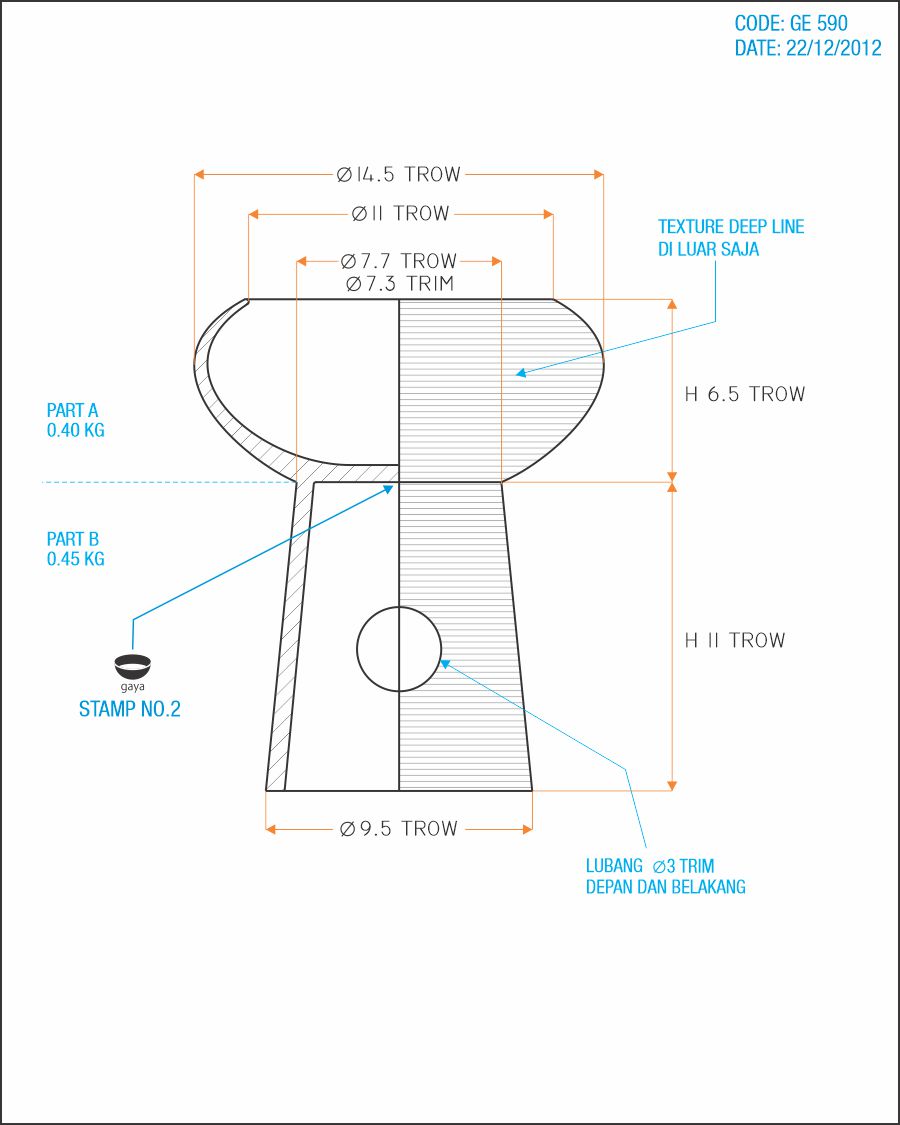 CODE: GE 590
DATE: 22/12/2012
Ø14.5 TROW
Ø11 TROW
Ø7.7 TROW
Ø7.3 TRIM
TEXTURE DEEP LINE
DI LUAR SAJA
H 6.5 TROW
PART A
0.40 KG
PART B
0.45 KG
H 11 TROW
gaya
STAMP NO.2
Ø9.5 TROW
LUBANG Ø3 TRIM
DEPAN DAN BELAKANG